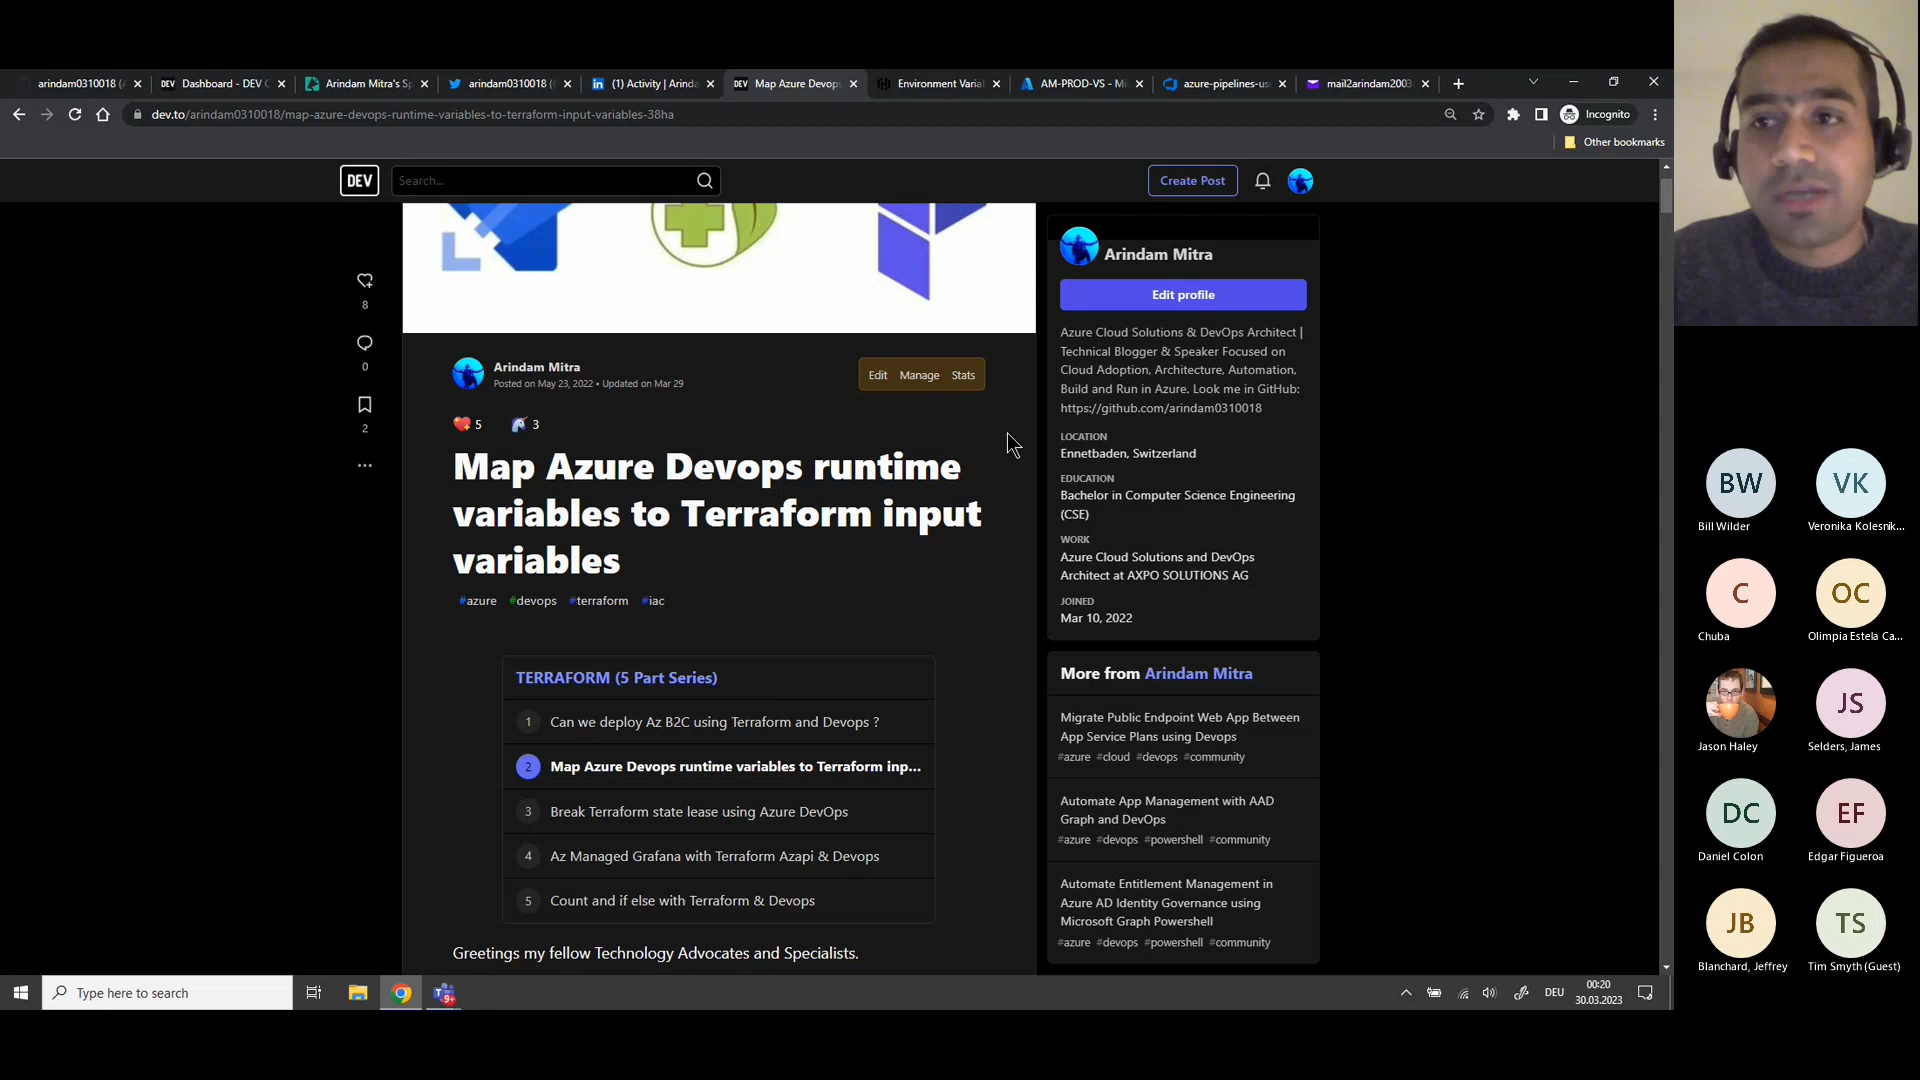 arindam0310018 (
Dashboard - DEV C
Arindam Mitra's Sp
arindam0310018 (
(1) Activity | Arinda
Map Azure Devops
Environment Varia
AM-PROD-VS - Mi
azure-pipelines-us
mail2arindam2003
dev.to/arindam0310018/map-azure-devops-runtime-variables-to-terraform-input-variables-38ha
Incognito
Other bookmarks
DEV
Search...
Create Post
8
0
2
Arindam Mitra
Posted on May 23, 2022 • Updated on Mar 29
Edit Manage Stats
5 3
Map Azure Devops runtime
variables to Terraform input
variables
#azure #devops #terraform #iac
TERRAFORM (5 Part Series)
1 Can we deploy Az B2C using Terraform and Devops ?
2 Map Azure Devops runtime variables to Terraform inp...
3 Break Terraform state lease using Azure DevOps
4 Az Managed Grafana with Terraform Azapi & Devops
5 Count and if else with Terraform & Devops
Greetings my fellow Technology Advocates and Specialists.
Arindam Mitra
Edit profile
Azure Cloud Solutions & DevOps Architect |
Technical Blogger & Speaker Focused on
Cloud Adoption, Architecture, Automation,
Build and Run in Azure. Look me in GitHub:
https://github.com/arindam0310018
LOCATION
Ennetbaden, Switzerland
EDUCATION
Bachelor in Computer Science Engineering
(CSE)
WORK
Azure Cloud Solutions and DevOps
Architect at AXPO SOLUTIONS AG
JOINED
Mar 10, 2022
More from Arindam Mitra
Migrate Public Endpoint Web App Between
App Service Plans using Devops
#azure #cloud #devops #community
Automate App Management with AAD
Graph and DevOps
#azure #devops #powershell #community
Automate Entitlement Management in
Azure AD Identity Governance using
Microsoft Graph Powershell
#azure #devops #powershell #community
BW
Bill Wilder
VK
Veronika Kolesnik...
C
Chuba
OC
Olimpia Estela Ca...
Jason Haley
JS
Selders, James
DC
Daniel Colon
EF
Edgar Figueroa
JB
Blanchard, Jeffrey
TS
Tim Smyth (Guest)
Type here to search
9+
DEU
00:20
30.03.2023